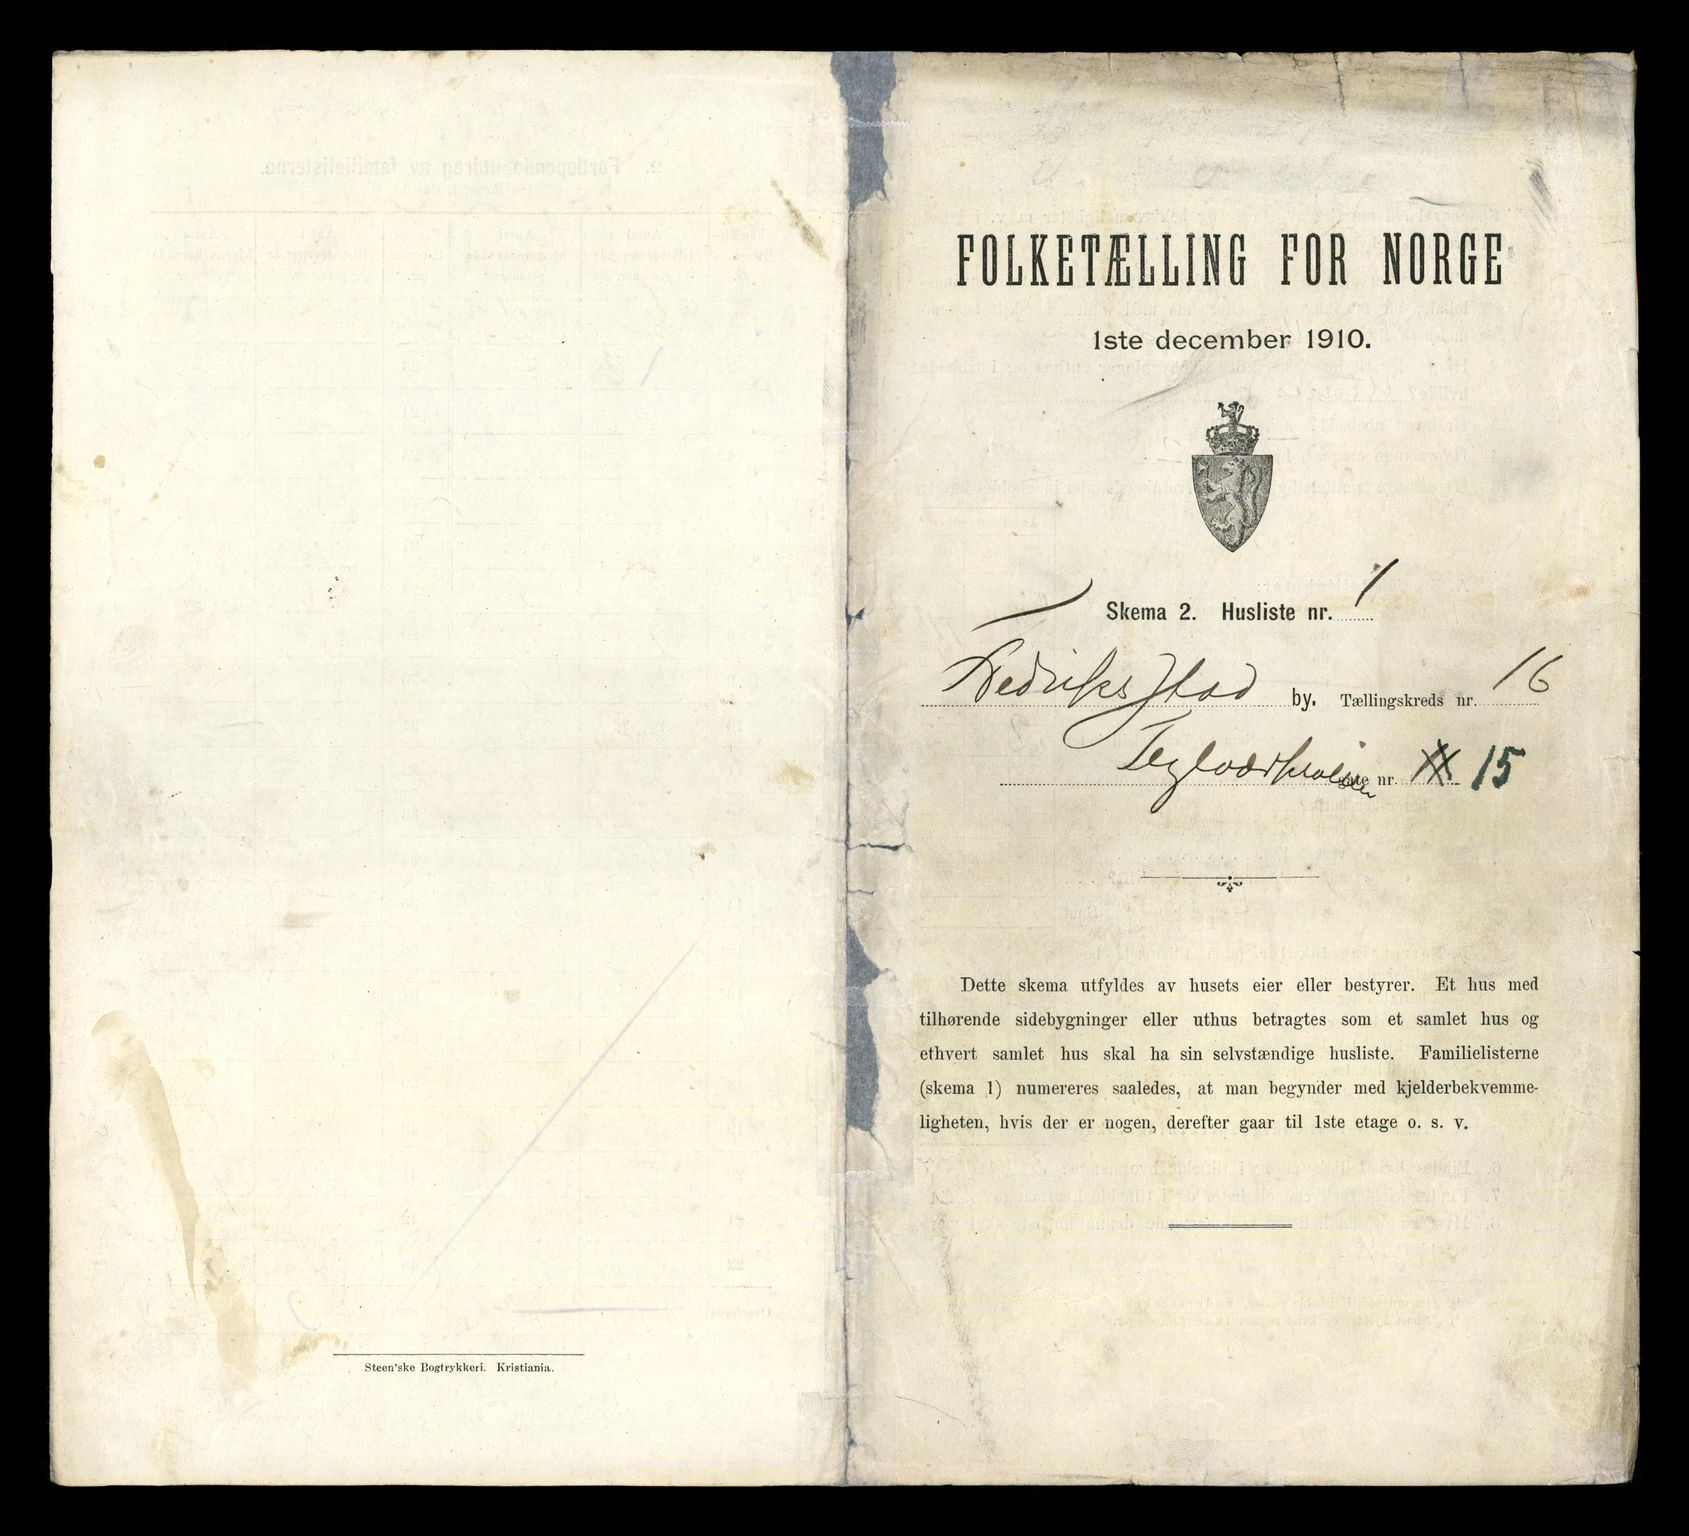 FOLKETÆLLING FOR NORGE
1ste december 1910.
Skema 2. Husliste nr. 1
Fredriksstad by. Tællingskreds nr. 16
gate nr. 15
Dette skema utfyldes av husets eier eller bestyrer. Et hus med
tilhørende sidebygninger eller uthus betragtes som et samlet hus og
ethvert samlet hus skal ha sin selvstændige husliste. Familielisterne
(skema 1) numereres saaledes, at man begynder med kjelderbekvemme-
ligheten, hvis der er nogen, derefter gaar til 1ste etage o. s. v.
Steen'ske Bogtrykkeri. Kristiania.